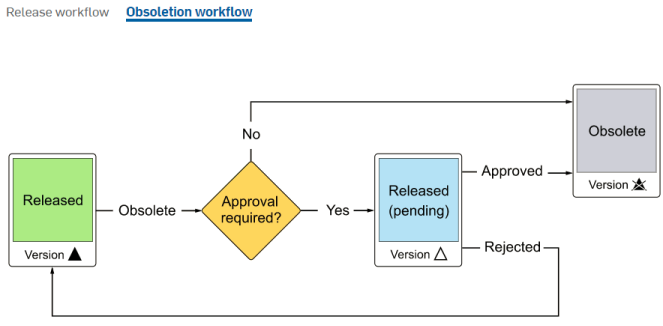 Release workflow Obsoletion workflow
No
Obsolete
Version
Approved
Released
Version
Obsolete
Approval
required?
Yes
Released
(pending)
Version
Rejected